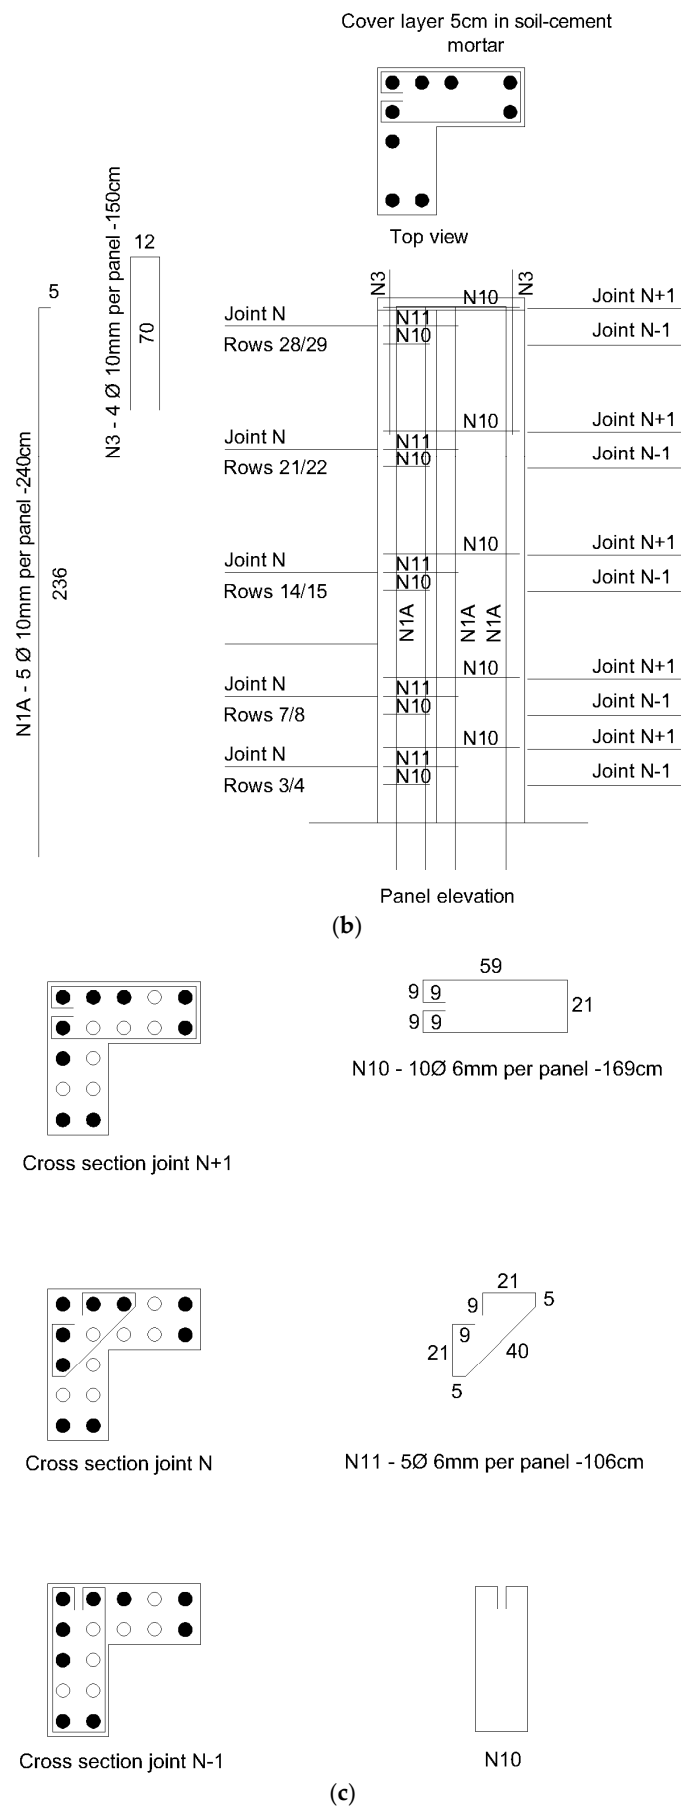 Cover layer 5cm in soil-cement
mortar
Top view
N1A - 5 Ø 10mm per panel -240cm
5
236
N3 - 4 Ø 10mm per panel -150cm
12
70
N3
N3
N10
Joint N
N11
N10
Rows 28/29
Joint N+1
Joint N-1
N10
Joint N
N11
N10
Rows 21/22
Joint N+1
Joint N-1
N10
Joint N
N11
N10
Rows 14/15
Joint N+1
Joint N-1
N1A
N1A
N1A
N10
Joint N
N11
N10
Rows 7/8
Joint N+1
Joint N-1
N10
Joint N
N11
N10
Rows 3/4
Joint N+1
Joint N-1
Panel elevation
(b)
59
9 9
21
9 9
N10 - 10Ø 6mm per panel -169cm
Cross section joint N+1
21
9
5
9
21
40
5
Cross section joint N
N11 - 5Ø 6mm per panel -106cm
Cross section joint N-1
N10
(c)